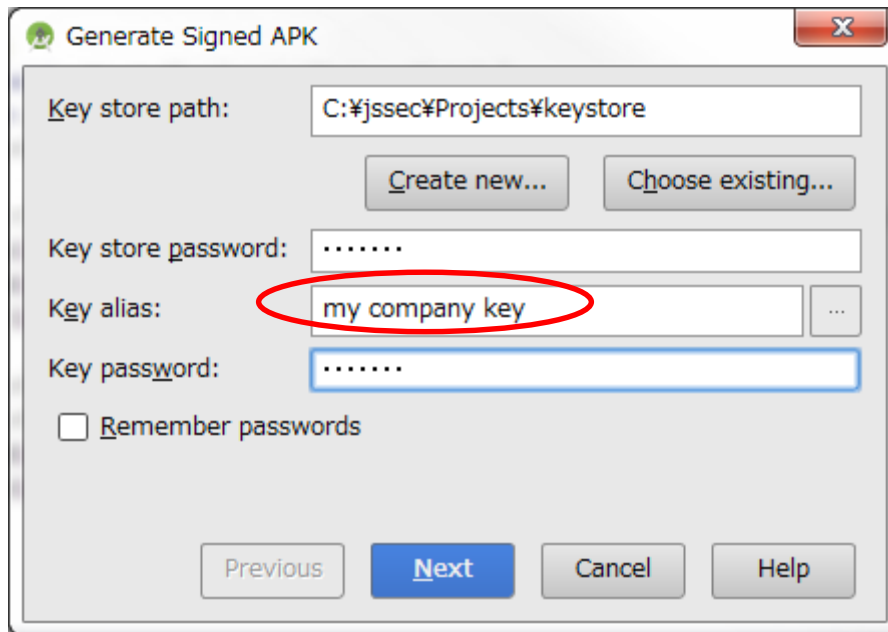 Generate Signed APK
Key store path: C:¥jssec¥Projects¥keystore
Create new... Choose existing...
Key store password: •••••••
Key alias: my company key ...
Key password: •••••••
Remember passwords
Previous Next Cancel Help